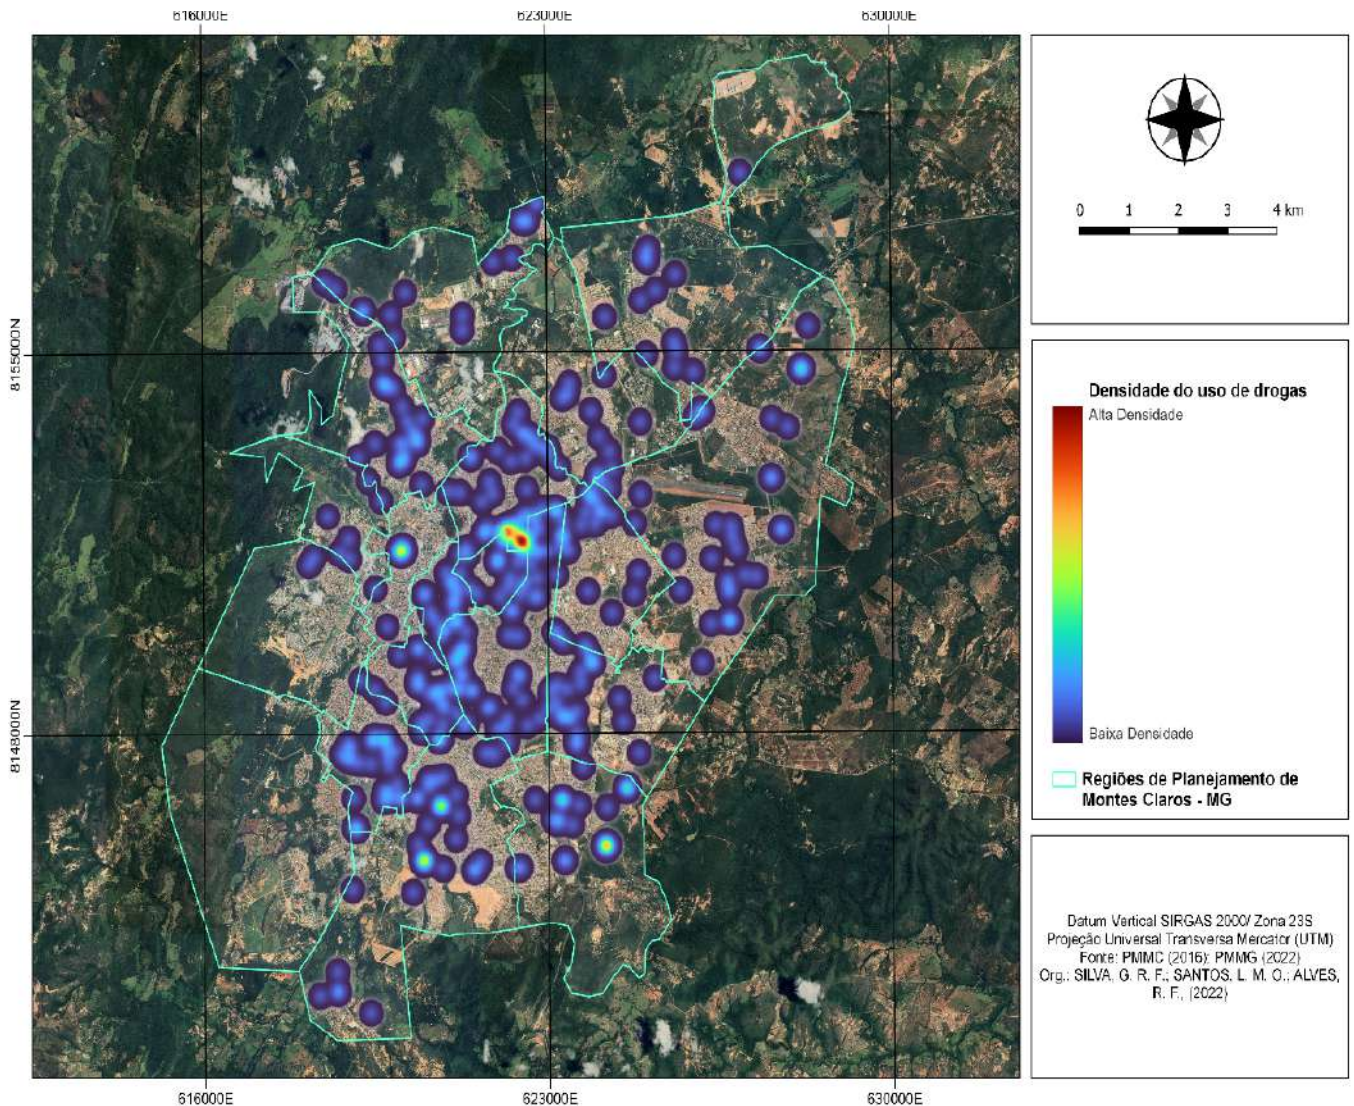 616000E
623000E
630000E
8155000N
8148000N
616000E
623000E
630000E
0 1 2 3 4 km
Densidade do uso de drogas
Alta Densidade
Baixa Densidade
Regiões de Planejamento de
Montes Claros - MG
Datum Vertical SIRGAS 2000/ Zona 23S
Projeção Universal Transversa Mercator (UTM)
Fonte: PMMC (2016); PMMG (2022)
Org.: SILVA, G. R. F.; SANTOS, L. M. O.; ALVES,
R. F., (2022)